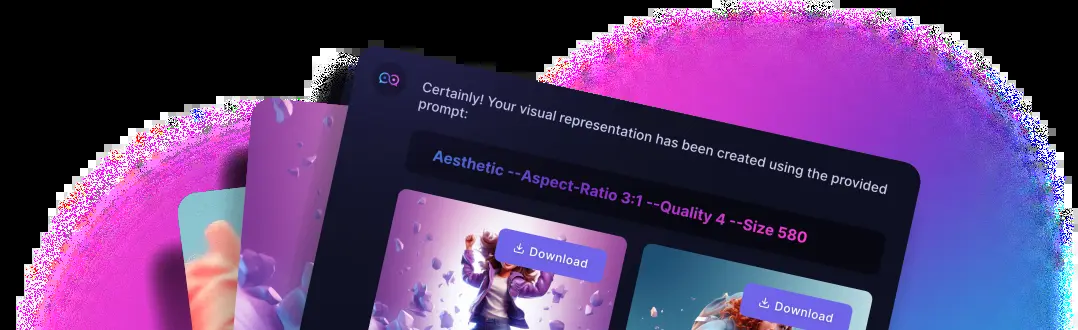 Certainly! Your visual representation has been created using the provided
prompt:
Aesthetic --Aspect-Ratio 3:1 --Quality 4 --Size 580
Download
Download